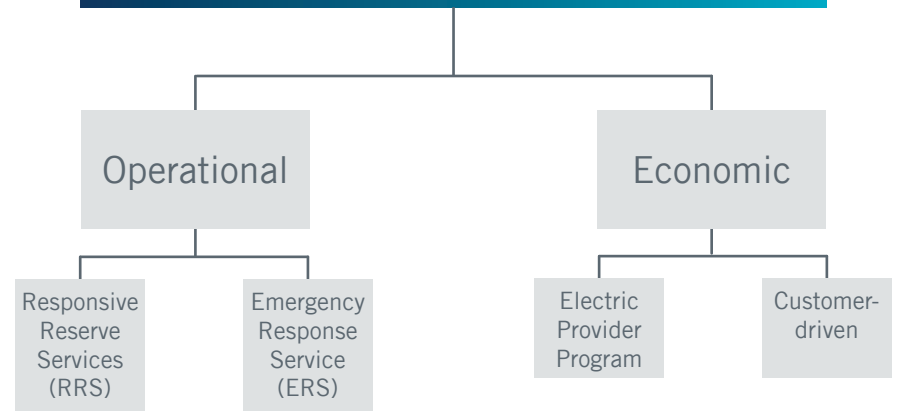 Operational
Economic
Responsive
Reserve
Services
(RRS)
Emergency
Response
Service
(ERS)
Electric
Provider
Program
Customer-
driven